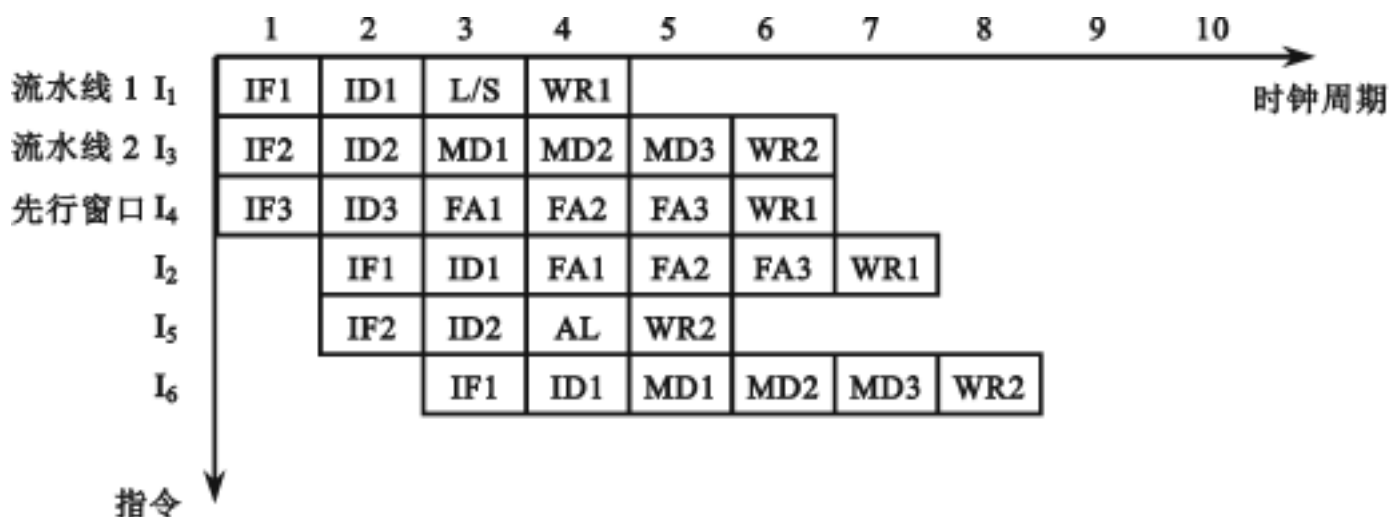 1 2 3 4 5 6 7 8 9 10
时钟周期
流水线 1 I₁ IF1 ID1 L/S WR1
流水线 2 I₃ IF2 ID2 MD1 MD2 MD3 WR2
先行窗口 I₄ IF3 ID3 FA1 FA2 FA3 WR1
I₂ IF1 ID1 FA1 FA2 FA3 WR1
I₅ IF2 ID2 AL WR2
I₆ IF1 ID1 MD1 MD2 MD3 WR2
指令